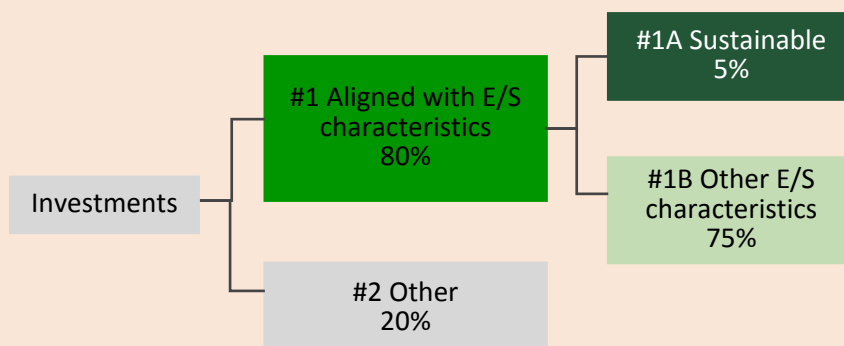 #1A Sustainable
5%
#1 Aligned with E/S
characteristics
80%
#1B Other E/S
characteristics
75%
Investments
#2 Other
20%